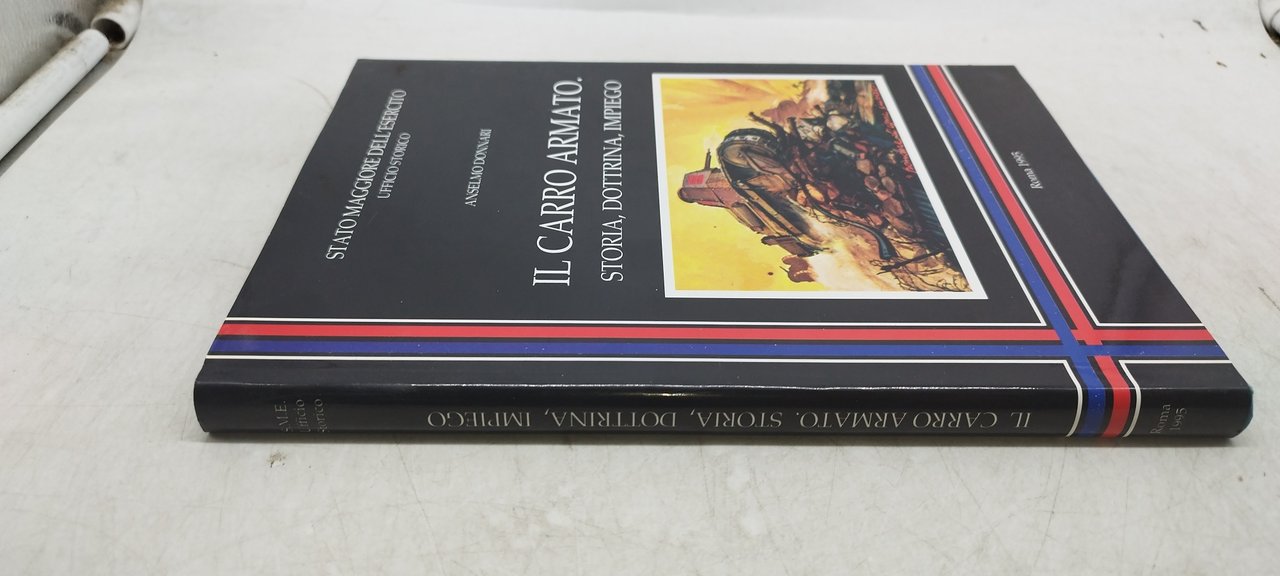 STATO MAGGIORE DELL'ESERCITO
UFFICIO STORICO
ANSELMO DONNARI
IL CARRO ARMATO.
STORIA, DOTTRINA, IMPIEGO
Roma 1995
S.M.E.
Ufficio
Storico
IL CARRO ARMATO. STORIA, DOTTRINA, IMPIEGO
Roma
1995